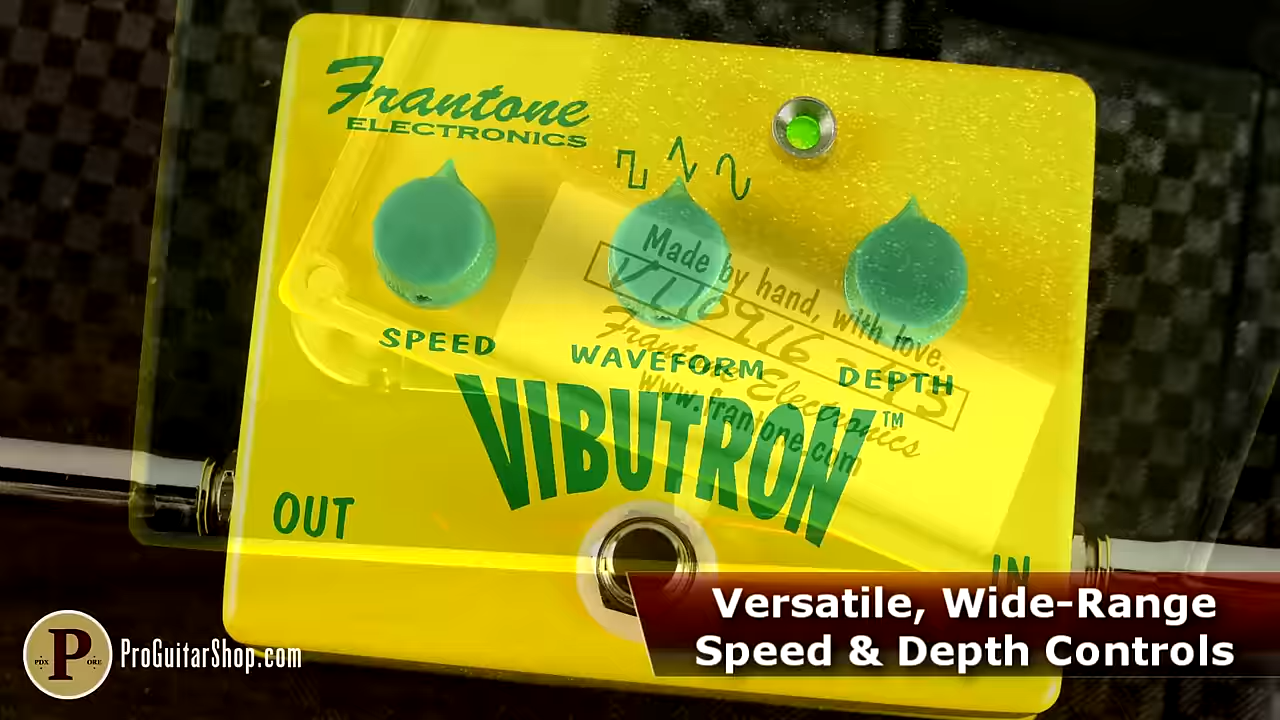 Frantone
ELECTRONICS
SPEED
WAVEFORM
DEPTH
VIBUTRON™
OUT
IN
Made by hand, with love.
Frantone Electronics
www.frantone.com
Versatile, Wide-Range
Speed & Depth Controls
P
PDX
ORE
ProGuitarShop.com